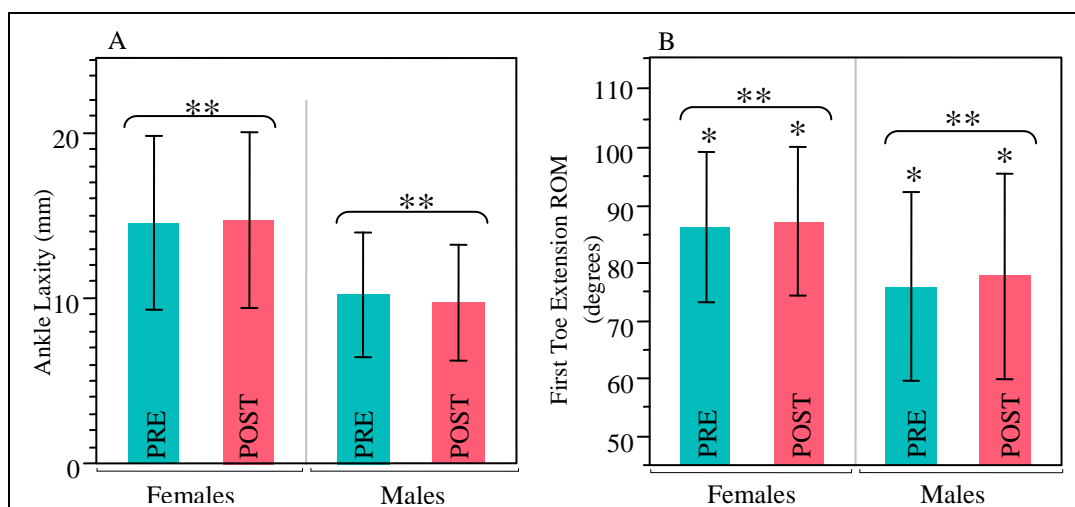 A
Ankle Laxity (mm)
20
10
0
**
**
PRE
POST
PRE
POST
Females
Males
B
First Toe Extension ROM
(degrees)
110
100
90
80
70
60
50
**
**
*
*
*
*
PRE
POST
PRE
POST
Females
Males